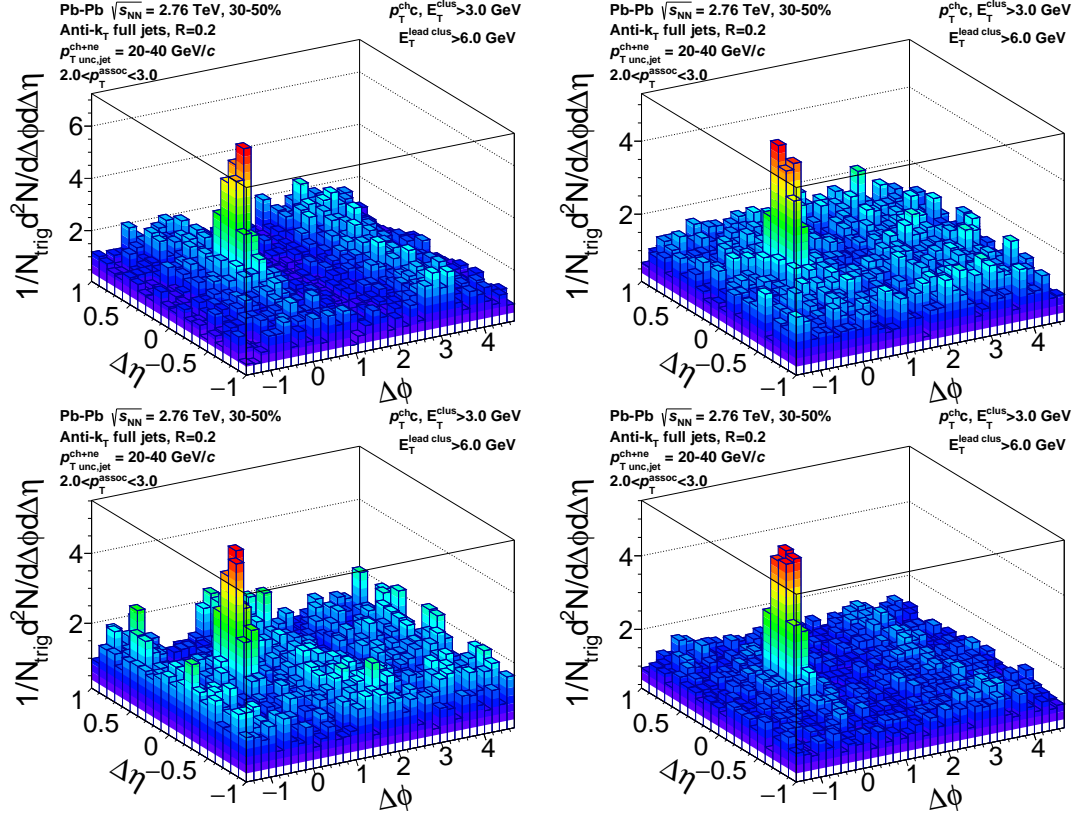 Pb-Pb √s_NN = 2.76 TeV, 30-50%
p_T^ch c, E_T^clus>3.0 GeV
Anti-k_T full jets, R=0.2
E_T^lead clus>6.0 GeV
p_T unc,jet^ch+ne = 20-40 GeV/c
2.0<p_T^assoc<3.0
1/N_trig d²N/dΔϕdΔη
6
4
2
1
0.5
0
−0.5
−1
Δη
−1 0 1 2 3 4
Δϕ
Pb-Pb √s_NN = 2.76 TeV, 30-50%
p_T^ch c, E_T^clus>3.0 GeV
Anti-k_T full jets, R=0.2
E_T^lead clus>6.0 GeV
p_T unc,jet^ch+ne = 20-40 GeV/c
2.0<p_T^assoc<3.0
1/N_trig d²N/dΔϕdΔη
4
2
1
0.5
0
−0.5
−1
Δη
−1 0 1 2 3 4
Δϕ
Pb-Pb √s_NN = 2.76 TeV, 30-50%
p_T^ch c, E_T^clus>3.0 GeV
Anti-k_T full jets, R=0.2
E_T^lead clus>6.0 GeV
p_T unc,jet^ch+ne = 20-40 GeV/c
2.0<p_T^assoc<3.0
1/N_trig d²N/dΔϕdΔη
4
2
1
0.5
0
−0.5
−1
Δη
−1 0 1 2 3 4
Δϕ
Pb-Pb √s_NN = 2.76 TeV, 30-50%
p_T^ch c, E_T^clus>3.0 GeV
Anti-k_T full jets, R=0.2
E_T^lead clus>6.0 GeV
p_T unc,jet^ch+ne = 20-40 GeV/c
2.0<p_T^assoc<3.0
1/N_trig d²N/dΔϕdΔη
4
2
1
0.5
0
−0.5
−1
Δη
−1 0 1 2 3 4
Δϕ